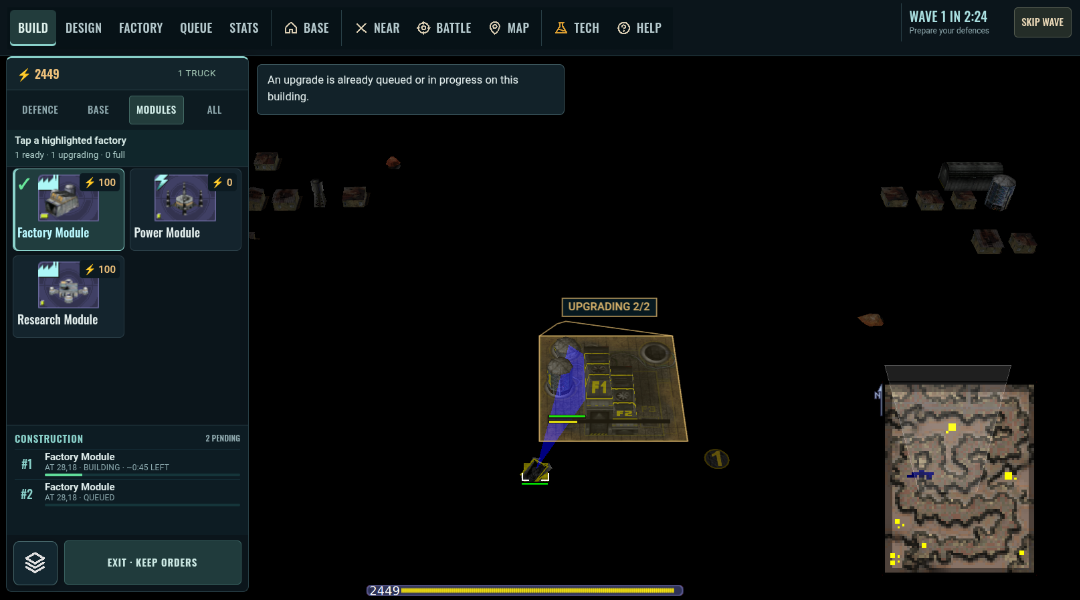 BUILD DESIGN FACTORY QUEUE STATS BASE NEAR BATTLE MAP TECH HELP
WAVE 1 IN 2:24
Prepare your defences
SKIP WAVE
2449
1 TRUCK
DEFENCE BASE MODULES ALL
Tap a highlighted factory
1 ready · 1 upgrading · 0 full
100
Factory Module
0
Power Module
100
Research Module
An upgrade is already queued or in progress on this
building.
UPGRADING 2/2
F1
F2
1
N
CONSTRUCTION
2 PENDING
#1
Factory Module
AT 28,18 · BUILDING · ~0:45 LEFT
#2
Factory Module
AT 28,18 · QUEUED
EXIT · KEEP ORDERS
2449